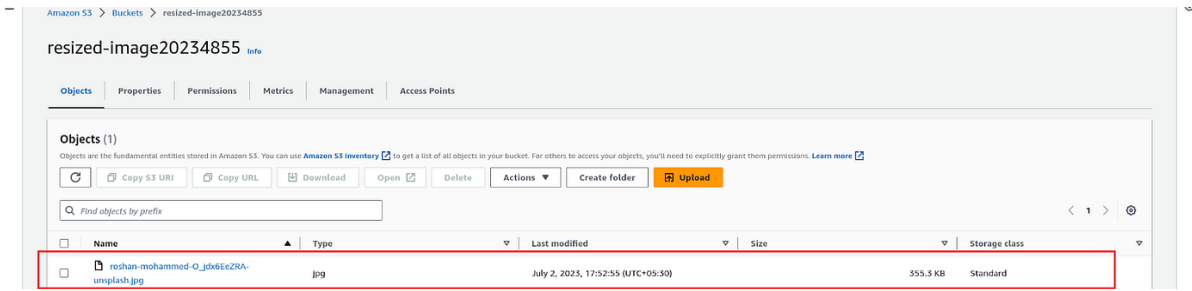 Amazon S3 > Buckets > resized-image20234855
resized-image20234855 Info
Objects Properties Permissions Metrics Management Access Points
Objects (1)
Objects are the fundamental entities stored in Amazon S3. You can use Amazon S3 Inventory to get a list of all objects in your bucket. For others to access your objects, you'll need to explicitly grant them permissions. Learn more
Copy S3 URI Copy URL Download Open Delete Actions ▼ Create folder Upload
Find objects by prefix
< 1 >
Name ▲ Type Last modified Size Storage class
roshan-mohammed-O_jdx6EeZRA-
unsplash.jpg
jpg July 2, 2023, 17:52:55 (UTC+05:30) 355.3 KB Standard